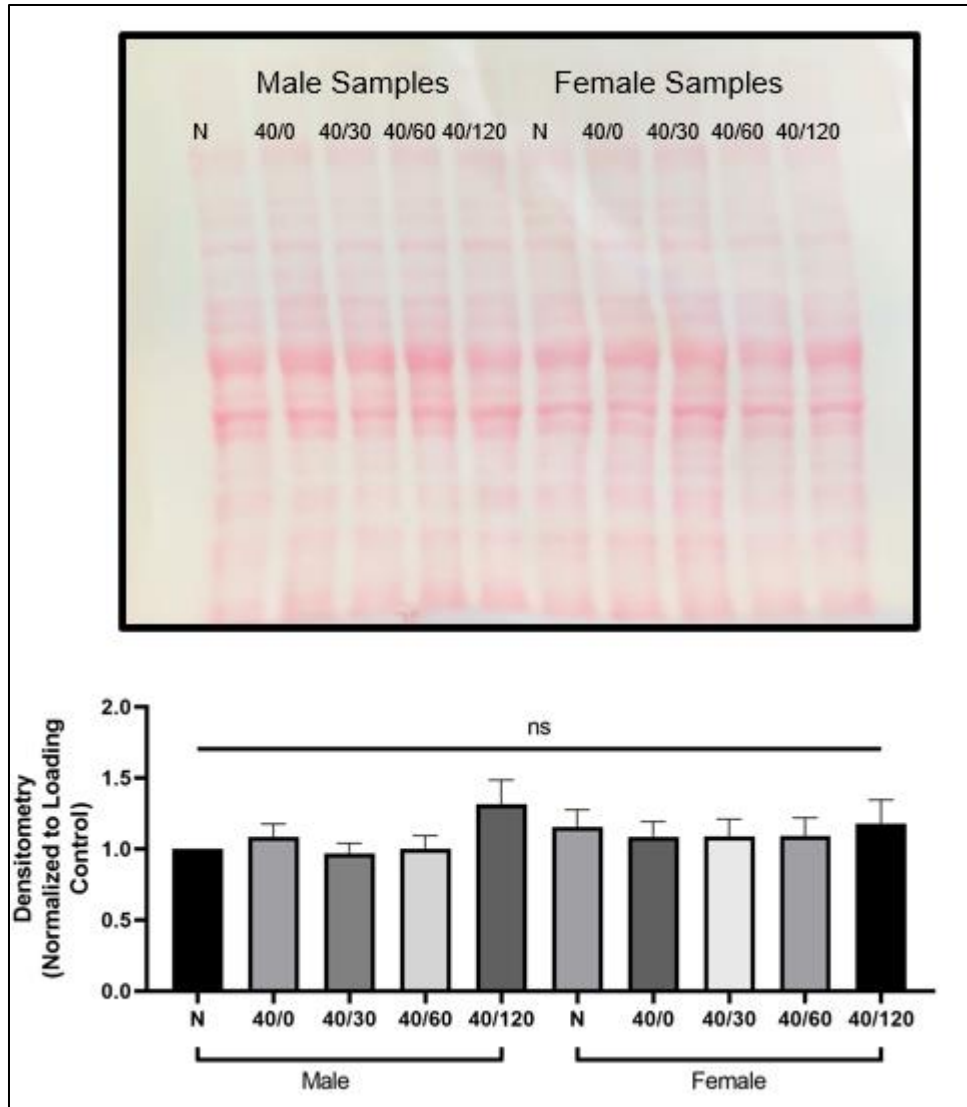 Male Samples Female Samples
N 40/0 40/30 40/60 40/120 N 40/0 40/30 40/60 40/120
Densitometry
(Normalized to Loading
Control)
2.0
1.5
1.0
0.5
0.0
ns
N 40/0 40/30 40/60 40/120 N 40/0 40/30 40/60 40/120
Male Female